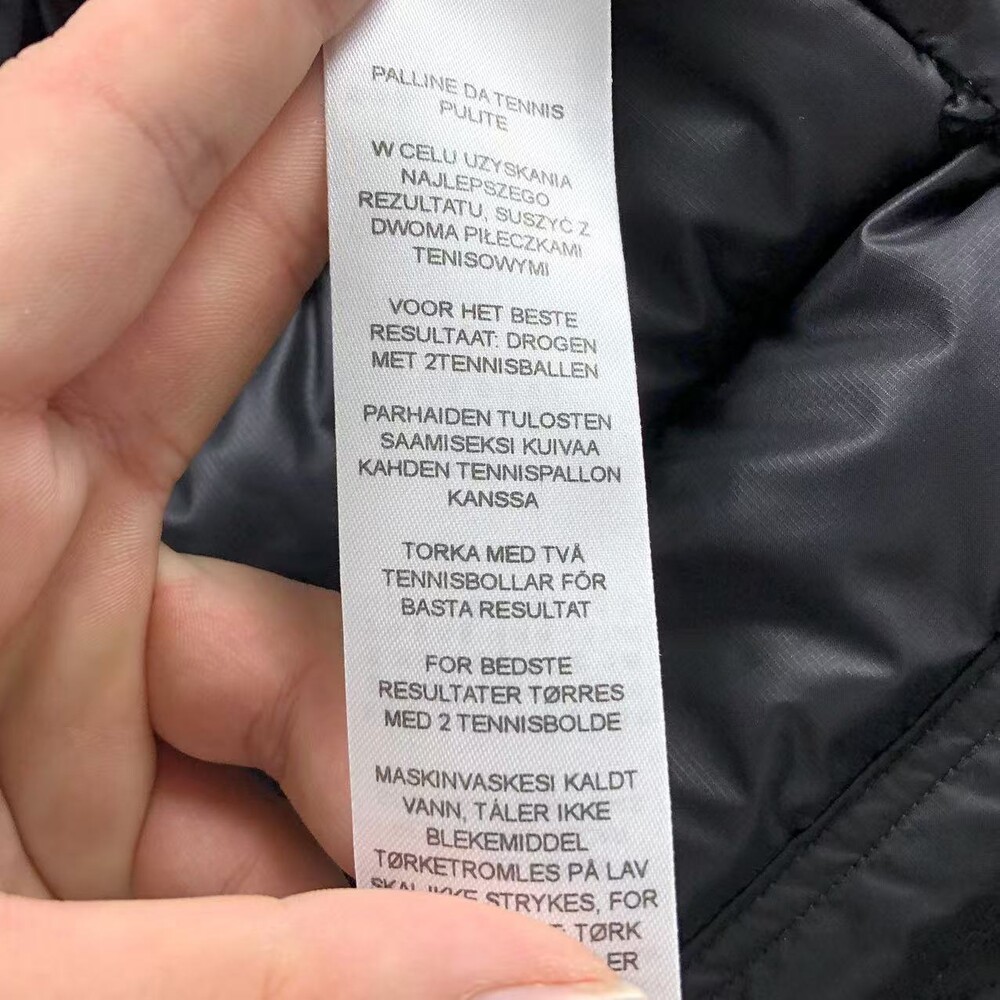 PALLINE DA TENNIS
PULITE
W CELU UZYSKANIA
NAJLEPSZEGO
REZULTATU, SUSZYĆ Z
DWOMA PIŁECZKAMI
TENISOWYMI
VOOR HET BESTE
RESULTAAT: DROGEN
MET 2TENNISBALLEN
PARHAIDEN TULOSTEN
SAAMISEKSI KUIVAA
KAHDEN TENNISPALLON
KANSSA
TORKA MED TVÅ
TENNISBOLLAR FÖR
BASTA RESULTAT
FOR BEDSTE
RESULTATER TØRRES
MED 2 TENNISBOLDE
MASKINVASKESI KALDT
VANN, TÅLER IKKE
BLEKEMIDDEL
TØRKETROMLES PÅ LAV
SKAL IKKE STRYKES, FOR
TØRK